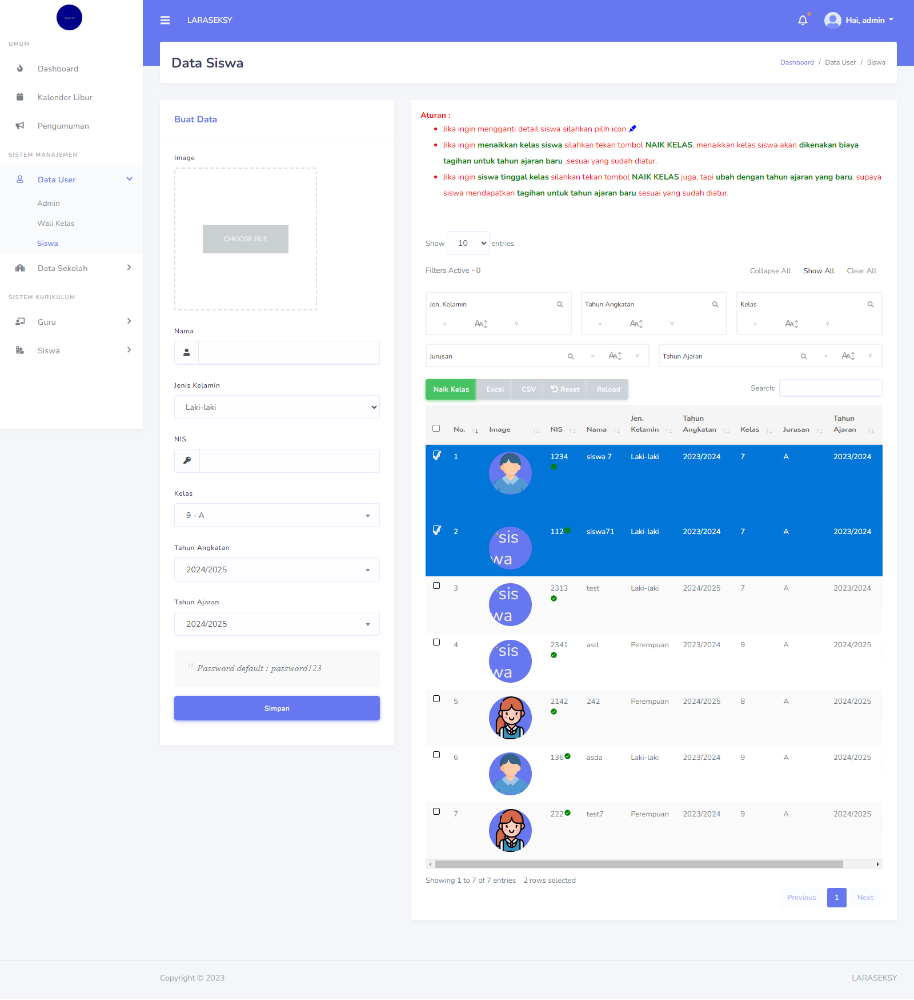 LARASEKSY
Hai, admin
UMUM
Dashboard
Kalender Libur
Pengumuman
SISTEM MANAJEMEN
Data User
Admin
Wali Kelas
Siswa
Data Sekolah
SISTEM KURIKULUM
Guru
Siswa
Data Siswa
Dashboard / Data User / Siswa
Buat Data
Image
CHOOSE FILE
Nama
Jenis Kelamin
Laki-laki
NIS
Kelas
9 - A
Tahun Angkatan
2024/2025
Tahun Ajaran
2024/2025
" Password default : password123
Simpan
Aturan :
Jika ingin mengganti detail siswa silahkan pilih icon
Jika ingin menaikkan kelas siswa silahkan tekan tombol NAIK KELAS, menaikkan kelas siswa akan dikenakan biaya
tagihan untuk tahun ajaran baru ,sesuai yang sudah diatur.
Jika ingin siswa tinggal kelas silahkan tekan tombol NAIK KELAS juga, tapi ubah dengan tahun ajaran yang baru, supaya
siswa mendapatkan tagihan untuk tahun ajaran baru sesuai yang sudah diatur.
Show 10 entries
Filters Active - 0
Collapse All Show All Clear All
Jen. Kelamin
Tahun Angkatan
Kelas
Jurusan
Tahun Ajaran
Naik Kelas Excel CSV Reset Reload
Search:
No. Image NIS Nama Jen. Kelamin Tahun Angkatan Kelas Jurusan Tahun Ajaran
1 1234 siswa 7 Laki-laki 2023/2024 7 A 2023/2024
2 siswa 112 siswa71 Laki-laki 2023/2024 7 A 2023/2024
3 siswa 2313 test Laki-laki 2024/2025 7 A 2023/2024
4 siswa 2341 asd Perempuan 2023/2024 9 A 2024/2025
5 2142 242 Perempuan 2024/2025 8 A 2024/2025
6 136 asda Laki-laki 2023/2024 9 A 2024/2025
7 222 test7 Perempuan 2023/2024 9 A 2024/2025
Showing 1 to 7 of 7 entries 2 rows selected
Previous 1 Next
Copyright © 2023
LARASEKSY